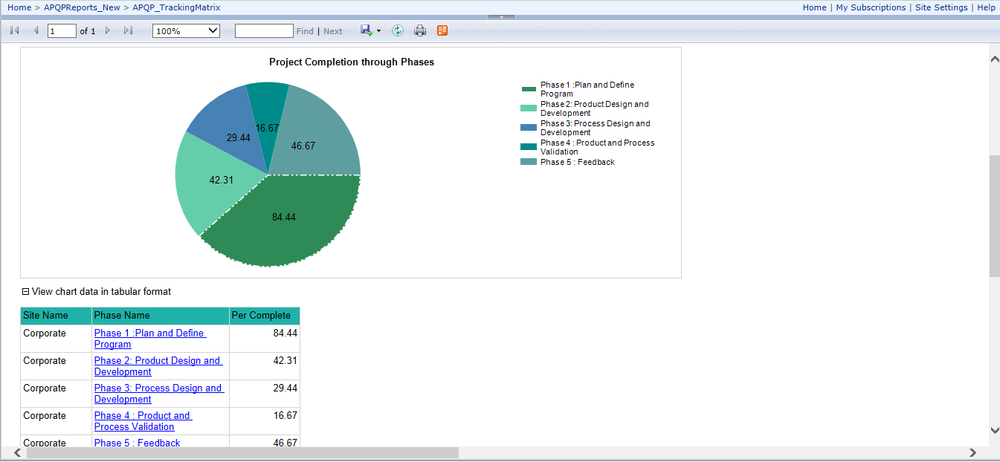 Home > APQPReports_New > APQP_TrackingMatrix
Home | My Subscriptions | Site Settings | Help
1 of 1 100% Find | Next
Project Completion through Phases
Phase 1 :Plan and Define
Program
Phase 2: Product Design and
Development
Phase 3: Process Design and
Development
Phase 4 : Product and Process
Validation
Phase 5 : Feedback
16.67
29.44
46.67
42.31
84.44
View chart data in tabular format
Site Name Phase Name Per Complete
Corporate Phase 1 :Plan and Define 84.44
Program
Corporate Phase 2: Product Design and 42.31
Development
Corporate Phase 3: Process Design and 29.44
Development
Corporate Phase 4 : Product and 16.67
Process Validation
Corporate Phase 5 : Feedback 46.67